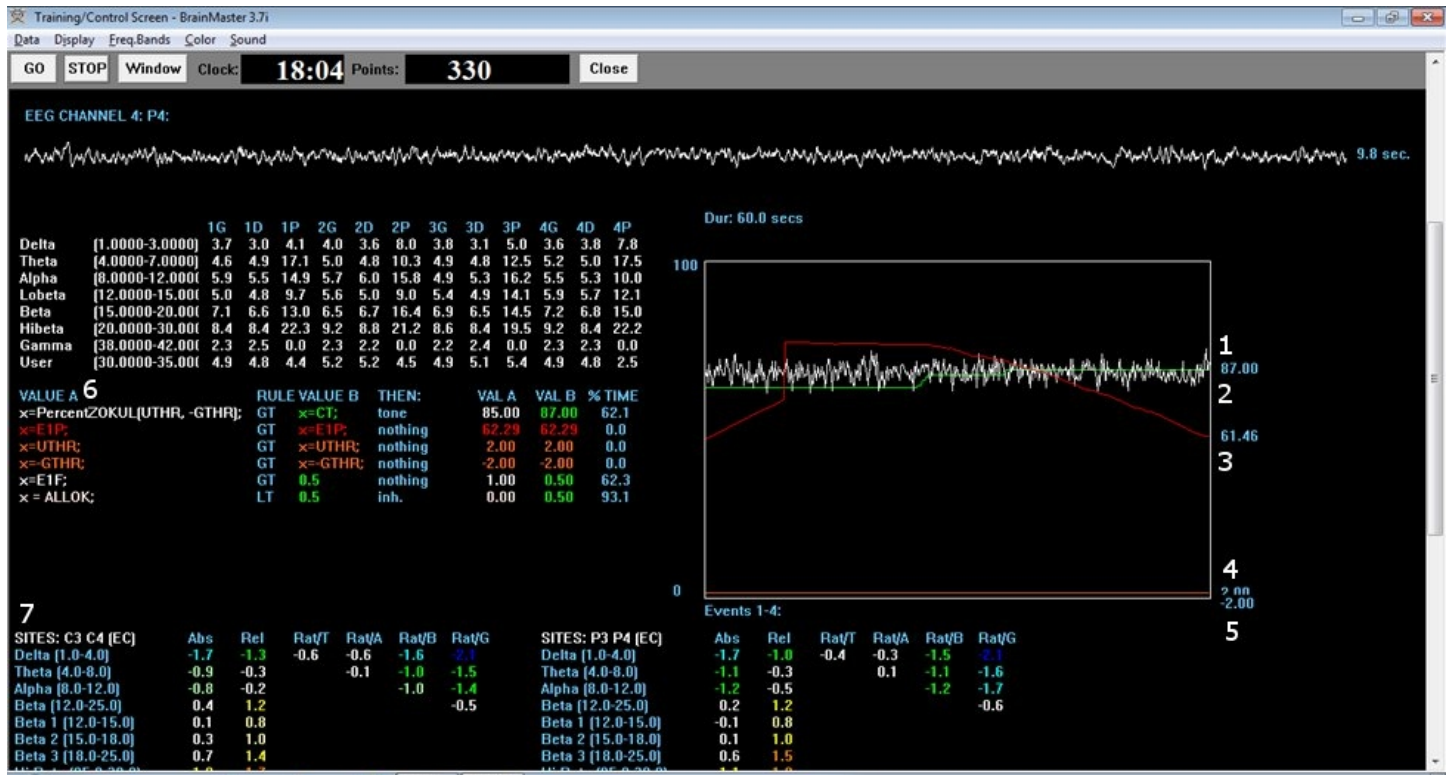 Training/Control Screen - BrainMaster 3.7i
Data Display Freq.Bands Color Sound
GO STOP Window Clock: 18:04 Points: 330 Close
EEG CHANNEL 4: P4:
9.8 sec.
1G 1D 1P 2G 2D 2P 3G 3D 3P 4G 4D 4P
Delta (1.0000-3.0000) 3.7 3.0 4.1 4.0 3.6 8.0 3.8 3.1 5.0 3.6 3.8 7.8
Theta (4.0000-7.0000) 4.6 4.9 17.1 5.0 4.8 10.3 4.9 4.8 12.5 5.2 5.0 17.5
Alpha (8.0000-12.000( 5.9 5.5 14.9 5.7 6.0 15.8 4.9 5.3 16.2 5.5 5.3 10.0
Lobeta (12.0000-15.00( 5.0 4.8 9.7 5.6 5.0 9.0 5.4 4.9 14.1 5.9 5.7 12.1
Beta (15.0000-20.00( 7.1 6.6 13.0 6.5 6.7 16.4 6.9 6.5 14.5 7.2 6.8 15.0
Hibeta (20.0000-30.00( 8.4 8.4 22.3 9.2 8.8 21.2 8.6 8.4 19.5 9.2 8.4 22.2
Gamma (38.0000-42.00( 2.3 2.5 0.0 2.3 2.2 0.0 2.2 2.4 0.0 2.3 2.3 0.0
User (30.0000-35.00( 4.9 4.8 4.4 5.2 5.2 4.5 4.9 5.1 5.4 4.9 4.8 2.5
VALUE A 6 RULE VALUE B THEN: VAL A VAL B % TIME
x=PercentZOKUL(UTHR, -GTHR); GT x=CT; tone 85.00 87.00 62.1
x=E1P; GT x=E1P; nothing 62.29 62.29 0.0
x=UTHR; GT x=UTHR; nothing 2.00 2.00 0.0
x=-GTHR; GT x=-GTHR; nothing -2.00 -2.00 0.0
x=E1F; GT 0.5 nothing 1.00 0.50 62.3
x = ALLOK; LT 0.5 inh. 0.00 0.50 93.1
Dur: 60.0 secs
100
1
87.00
2
61.46
3
4
0
2.00
-2.00
Events 1-4:
5
7
SITES: C3 C4 (EC) Abs Rel Rat/T Rat/A Rat/B Rat/G
Delta (1.0-4.0) -1.7 -1.3 -0.6 -0.6 -1.6 -2.1
Theta (4.0-8.0) -0.9 -0.3 -0.1 -1.0 -1.5
Alpha (8.0-12.0) -0.8 -0.2 -1.0 -1.4
Beta (12.0-25.0) 0.4 1.2 -0.5
Beta 1 (12.0-15.0) 0.1 0.8
Beta 2 (15.0-18.0) 0.3 1.0
Beta 3 (18.0-25.0) 0.7 1.4
SITES: P3 P4 (EC) Abs Rel Rat/T Rat/A Rat/B Rat/G
Delta (1.0-4.0) -1.7 -1.0 -0.4 -0.3 -1.5 -2.1
Theta (4.0-8.0) -1.1 -0.3 0.1 -1.1 -1.6
Alpha (8.0-12.0) -1.2 -0.5 -1.2 -1.7
Beta (12.0-25.0) 0.2 1.2 -0.6
Beta 1 (12.0-15.0) -0.1 0.8
Beta 2 (15.0-18.0) 0.1 1.0
Beta 3 (18.0-25.0) 0.6 1.5